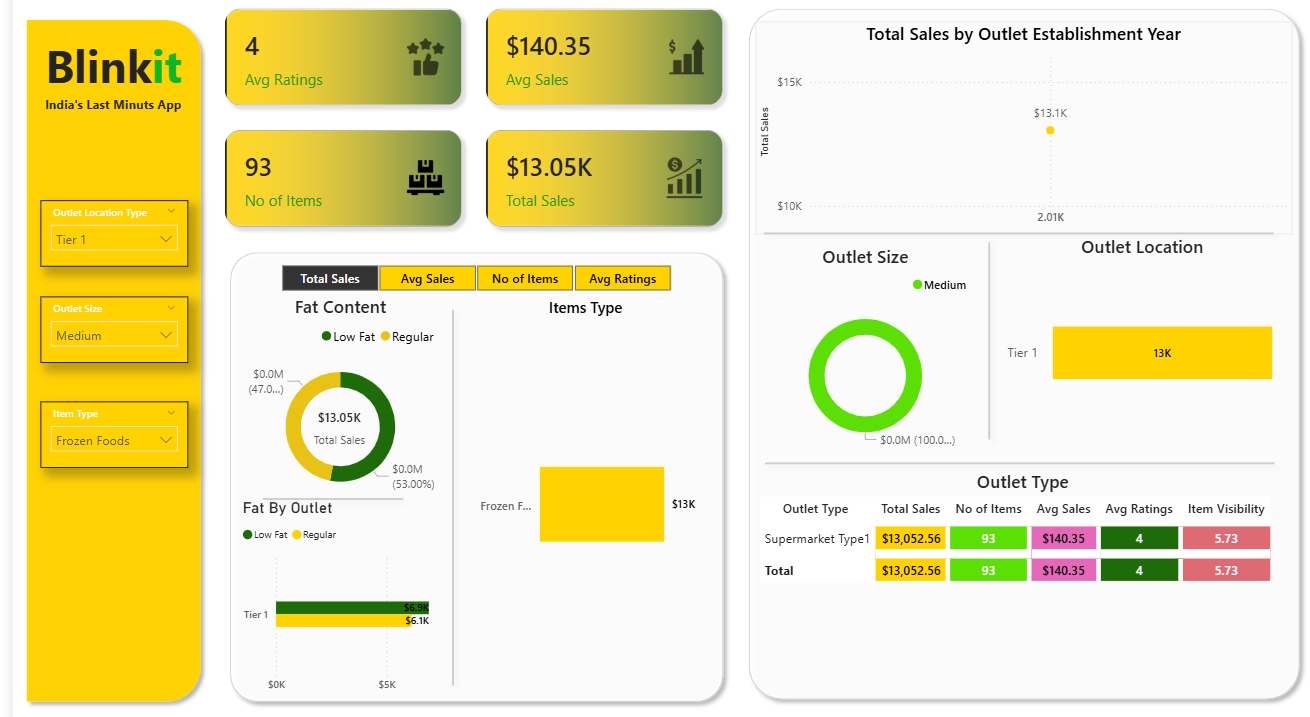 Blinkit
India's Last Minuts App
Outlet Location Type
Tier 1
Outlet Size
Medium
Item Type
Frozen Foods
4
Avg Ratings
$140.35
Avg Sales
93
No of Items
$13.05K
Total Sales
Total Sales Avg Sales No of Items Avg Ratings
Fat Content
Low Fat Regular
$0.0M
(47.0...)
$13.05K
Total Sales
$0.0M
(53.00%)
Fat By Outlet
Low Fat Regular
Tier 1
$6.9K
$6.1K
$0K $5K
Items Type
Frozen F...
$13K
Total Sales by Outlet Establishment Year
Total Sales
$15K
$13.1K
$10K
2.01K
Outlet Size
Medium
$0.0M (100.0...)
Outlet Location
Tier 1
13K
Outlet Type
Outlet Type Total Sales No of Items Avg Sales Avg Ratings Item Visibility
Supermarket Type1 $13,052.56 93 $140.35 4 5.73
Total $13,052.56 93 $140.35 4 5.73